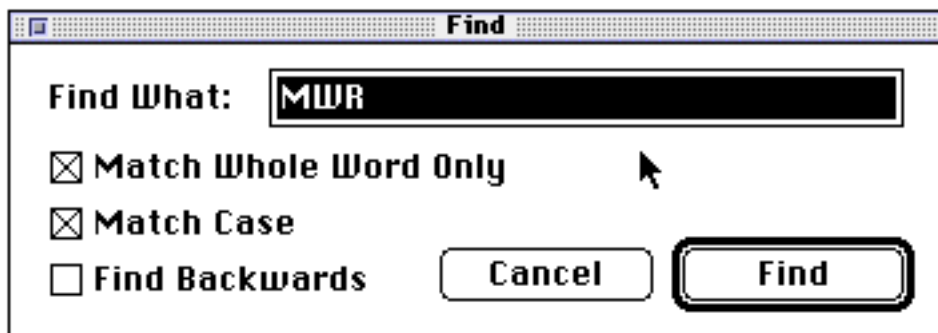 Find
Find What: MWR
Match Whole Word Only
Match Case
Find Backwards
Cancel
Find